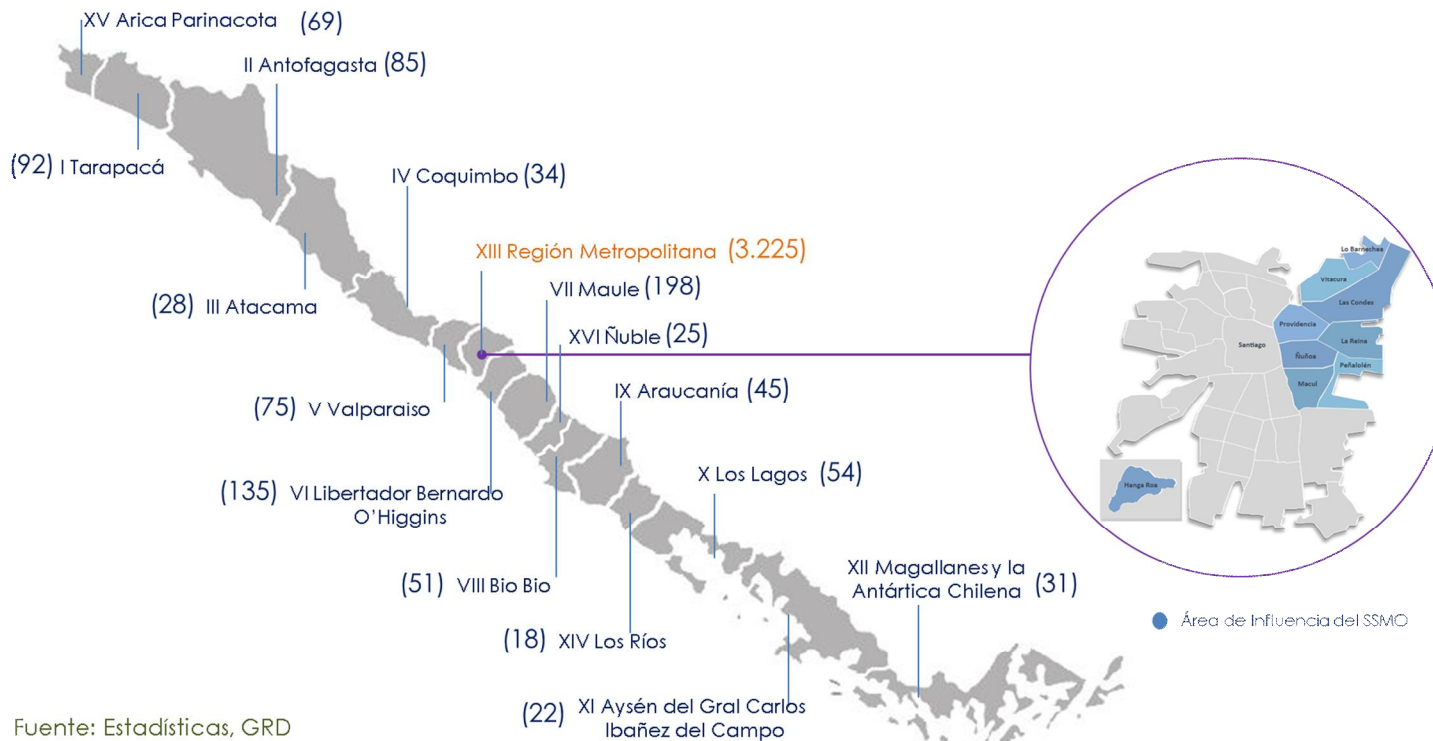 XV Arica Parinacota (69)
II Antofagasta (85)
(92) I Tarapacá
IV Coquimbo (34)
XIII Región Metropolitana (3.225)
(28) III Atacama
VII Maule (198)
XVI Ñuble (25)
(75) V Valparaiso
IX Araucanía (45)
(135) VI Libertador Bernardo
O'Higgins
X Los Lagos (54)
(51) VIII Bio Bio
XII Magallanes y la
Antártica Chilena (31)
(18) XIV Los Ríos
(22) XI Aysén del Gral Carlos
Ibañez del Campo
Lo Barnechea
Vitacura
Las Condes
Providencia
La Reina
Santiago
Ñuñoa
Peñalolén
Macul
Hanga Roa
Área de Influencia del SSMO
Fuente: Estadísticas, GRD